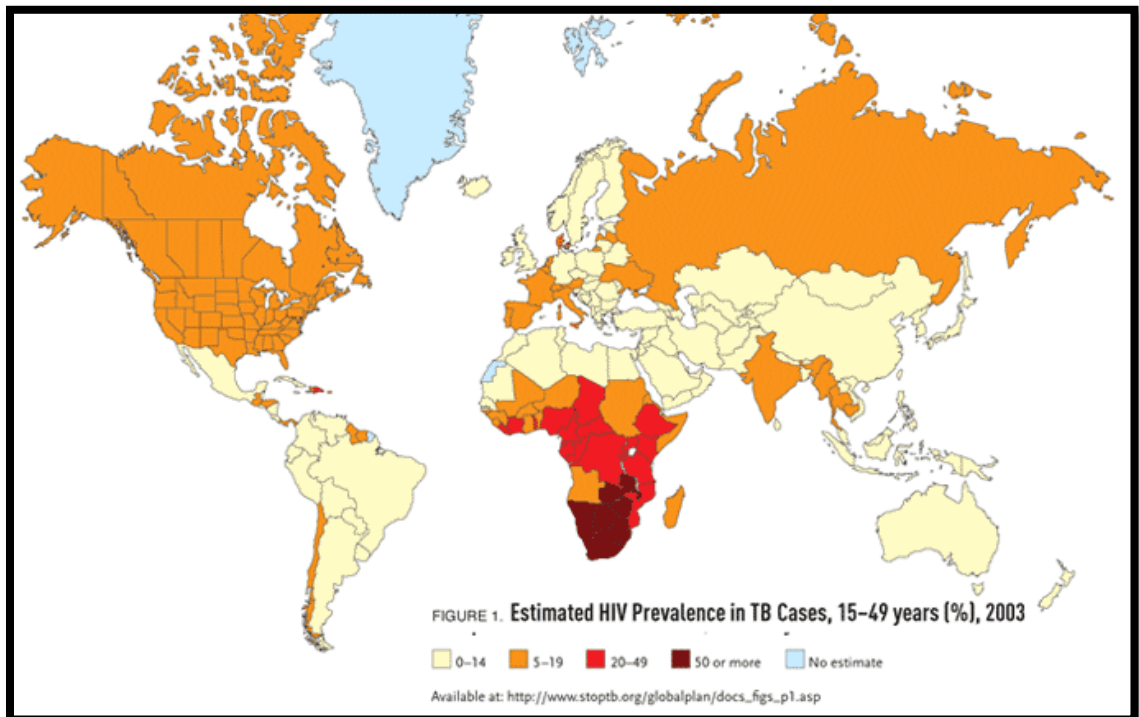 FIGURE 1. Estimated HIV Prevalence in TB Cases, 15–49 years (%), 2003
0–14 5–19 20–49 50 or more No estimate
Available at: http://www.stoptb.org/globalplan/docs_figs_p1.asp